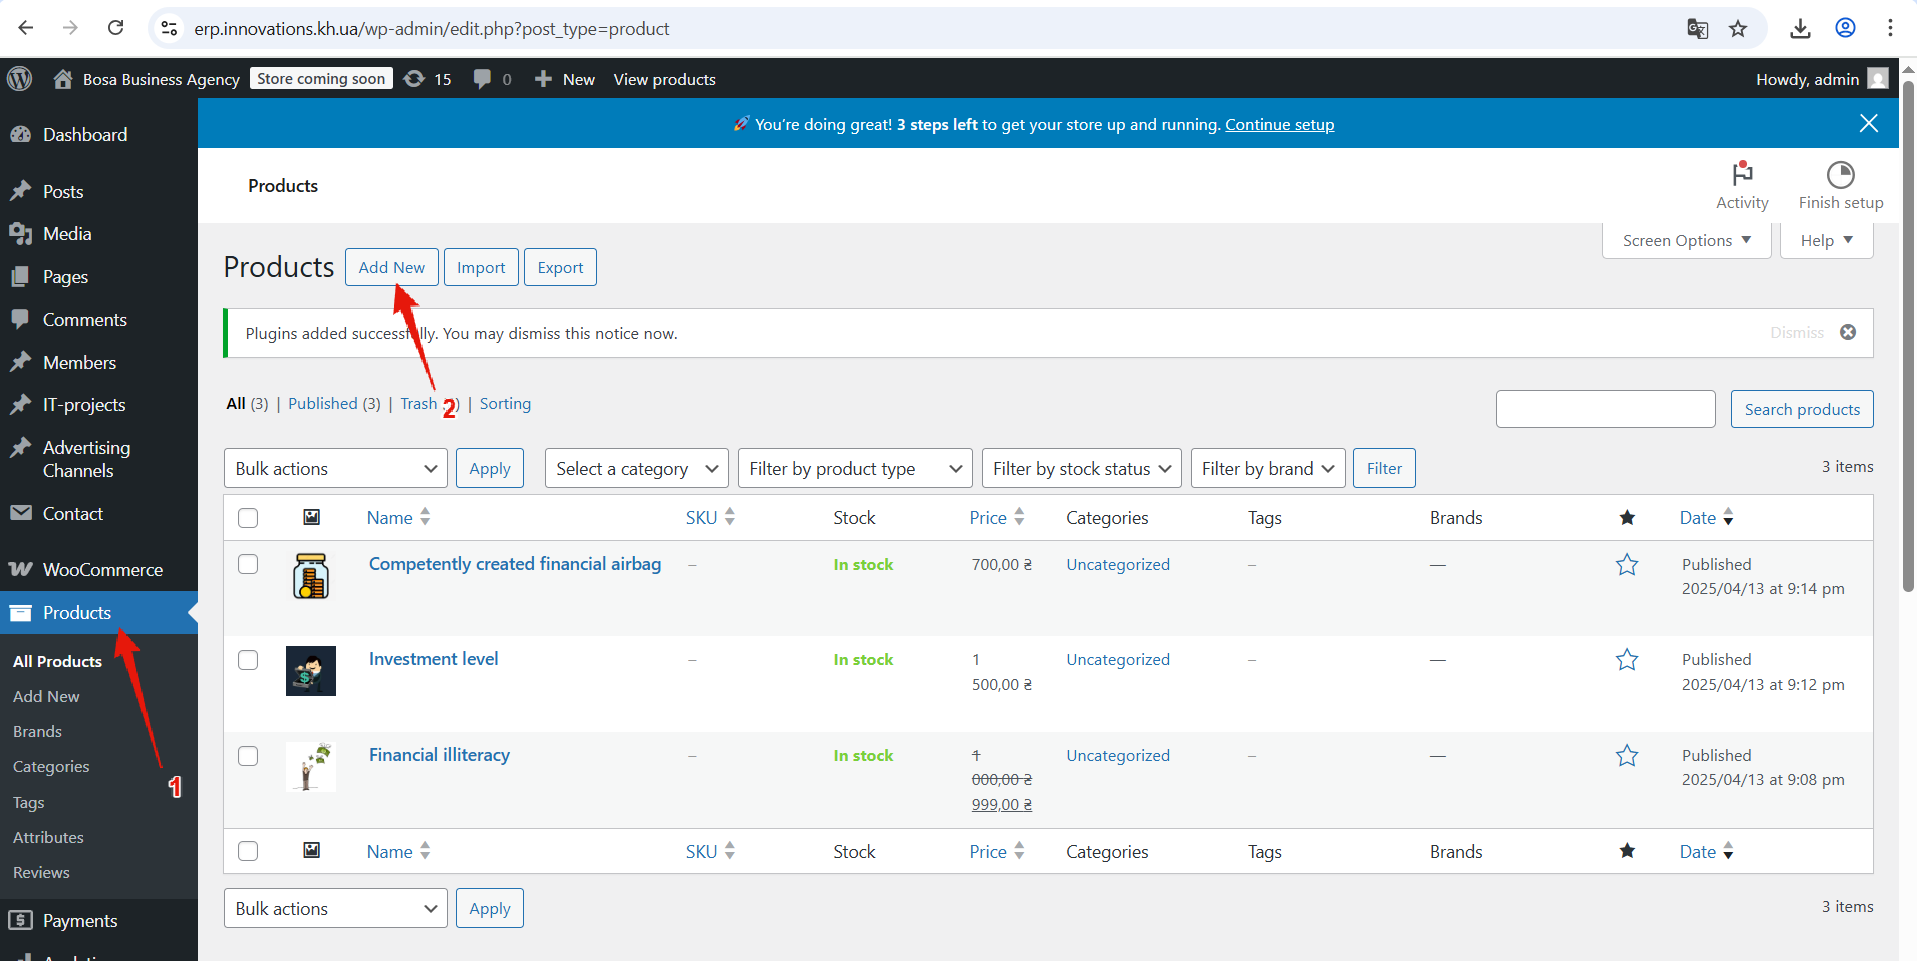 erp.innovations.kh.ua/wp-admin/edit.php?post_type=product
Bosa Business Agency Store coming soon 15 0 New View products Howdy, admin
🚀 You're doing great! 3 steps left to get your store up and running. Continue setup
Dashboard
Posts
Media
Pages
Comments
Members
IT-projects
Advertising
Channels
Contact
WooCommerce
Products
All Products
Add New
Brands
Categories
Tags
Attributes
Reviews
Payments
1
Products
Activity
Finish setup
Screen Options
Help
Products Add New Import Export
Plugins added successfully. You may dismiss this notice now. Dismiss
2
All (3) | Published (3) | Trash | Sorting
Search products
Bulk actions Apply Select a category Filter by product type Filter by stock status Filter by brand Filter 3 items
Name SKU Stock Price Categories Tags Brands Date
Competently created financial airbag – In stock 700,00 ₴ Uncategorized – — Published
2025/04/13 at 9:14 pm
Investment level – In stock 1 Uncategorized – — Published
500,00 ₴ 2025/04/13 at 9:12 pm
Financial illiteracy – In stock 1 Uncategorized – — Published
000,00 ₴ 2025/04/13 at 9:08 pm
999,00 ₴
Name SKU Stock Price Categories Tags Brands Date
Bulk actions Apply 3 items